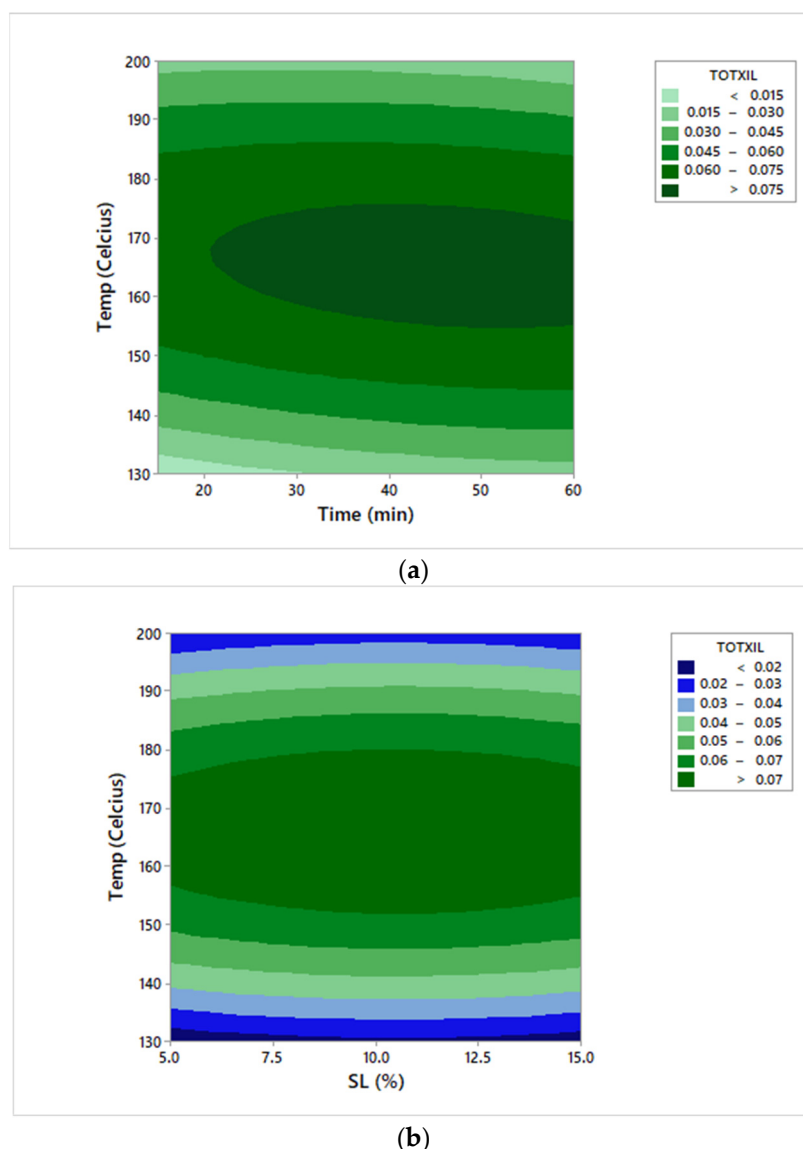 200
190
180
170
160
150
140
130
20
30
40
50
60
Temp (Celcius)
Time (min)
TOTXIL
< 0.015
0.015 – 0.030
0.030 – 0.045
0.045 – 0.060
0.060 – 0.075
> 0.075
(a)
200
190
180
170
160
150
140
130
5.0
7.5
10.0
12.5
15.0
Temp (Celcius)
SL (%)
TOTXIL
< 0.02
0.02 – 0.03
0.03 – 0.04
0.04 – 0.05
0.05 – 0.06
0.06 – 0.07
> 0.07
(b)